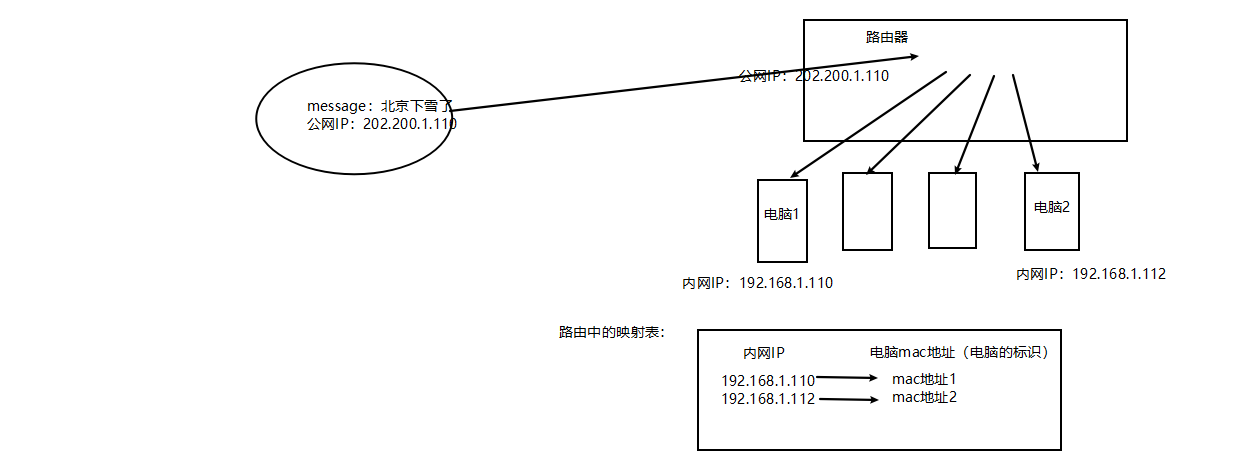 路由器
公网IP：202.200.1.110
message：北京下雪了
公网IP：202.200.1.110
电脑1
电脑2
内网IP：192.168.1.110
内网IP：192.168.1.112
路由中的映射表：
内网IP
电脑mac地址（电脑的标识）
192.168.1.110
mac地址1
192.168.1.112
mac地址2